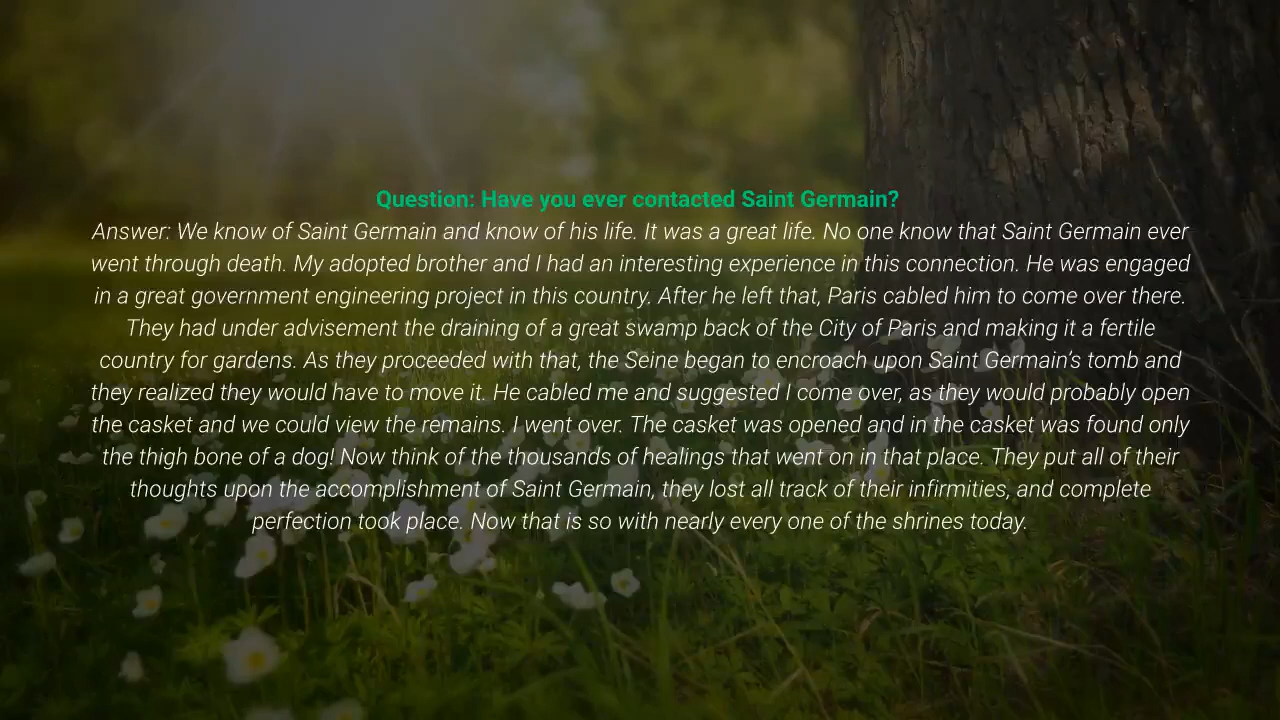 Question: Have you ever contacted Saint Germain?
Answer: We know of Saint Germain and know of his life. It was a great life. No one know that Saint Germain ever
went through death. My adopted brother and I had an interesting experience in this connection. He was engaged
in a great government engineering project in this country. After he left that, Paris cabled him to come over there.
They had under advisement the draining of a great swamp back of the City of Paris and making it a fertile
country for gardens. As they proceeded with that, the Seine began to encroach upon Saint Germain’s tomb and
they realized they would have to move it. He cabled me and suggested I come over, as they would probably open
the casket and we could view the remains. I went over. The casket was opened and in the casket was found only
the thigh bone of a dog! Now think of the thousands of healings that went on in that place. They put all of their
thoughts upon the accomplishment of Saint Germain, they lost all track of their infirmities, and complete
perfection took place. Now that is so with nearly every one of the shrines today.